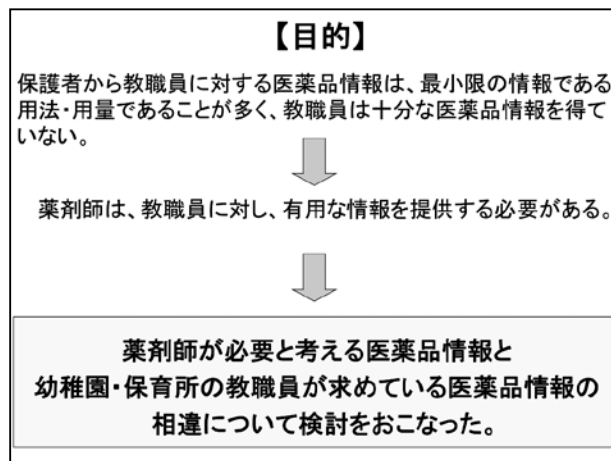 【目的】
保護者から教職員に対する医薬品情報は、最小限の情報である
用法・用量であることが多く、教職員は十分な医薬品情報を得て
いない。
薬剤師は、教職員に対し、有用な情報を提供する必要がある。
薬剤師が必要と考える医薬品情報と
幼稚園・保育所の教職員が求めている医薬品情報の
相違について検討をおこなった。